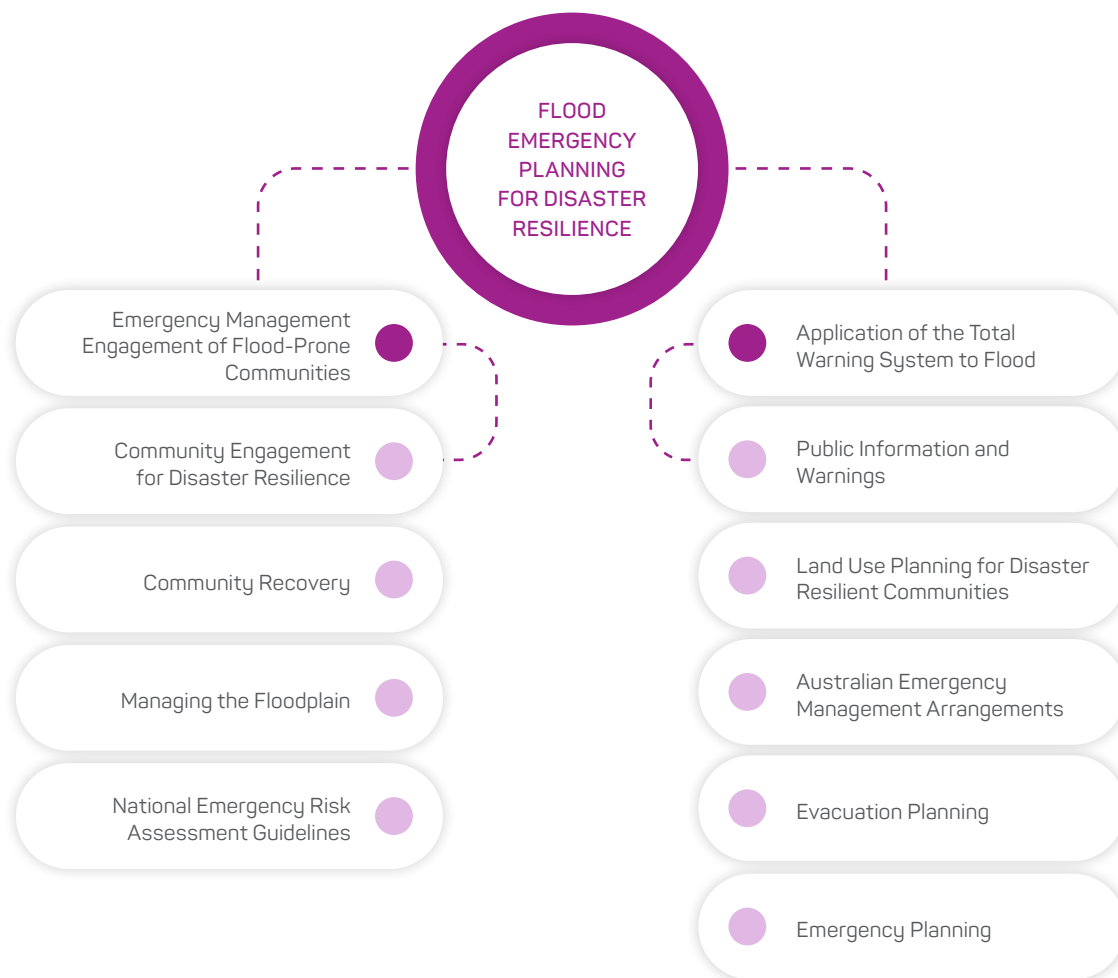 FLOOD
EMERGENCY
PLANNING
FOR DISASTER
RESILIENCE
Emergency Management
Engagement of Flood-Prone
Communities
Community Engagement
for Disaster Resilience
Community Recovery
Managing the Floodplain
National Emergency Risk
Assessment Guidelines
Application of the Total
Warning System to Flood
Public Information and
Warnings
Land Use Planning for Disaster
Resilient Communities
Australian Emergency
Management Arrangements
Evacuation Planning
Emergency Planning